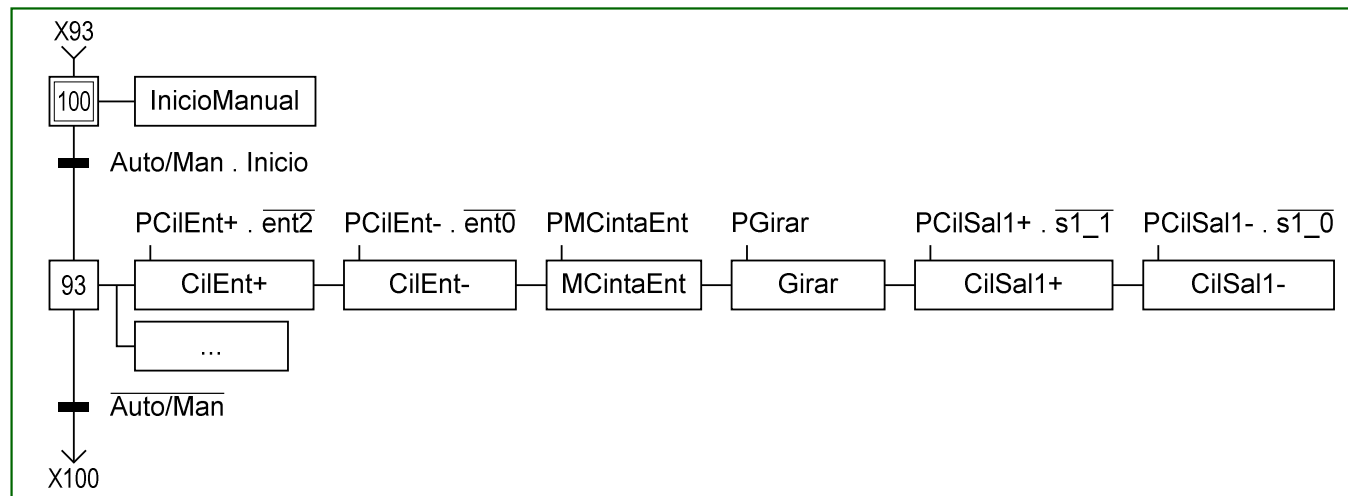 X93
100 InicioManual
Auto/Man . Inicio
PCilEnt+ . ent2 PCilEnt- . ent0 PMCintaEnt PGirar PCilSal1+ . s1_1 PCilSal1- . s1_0
93 CilEnt+ CilEnt- MCintaEnt Girar CilSal1+ CilSal1-
...
Auto/Man
X100